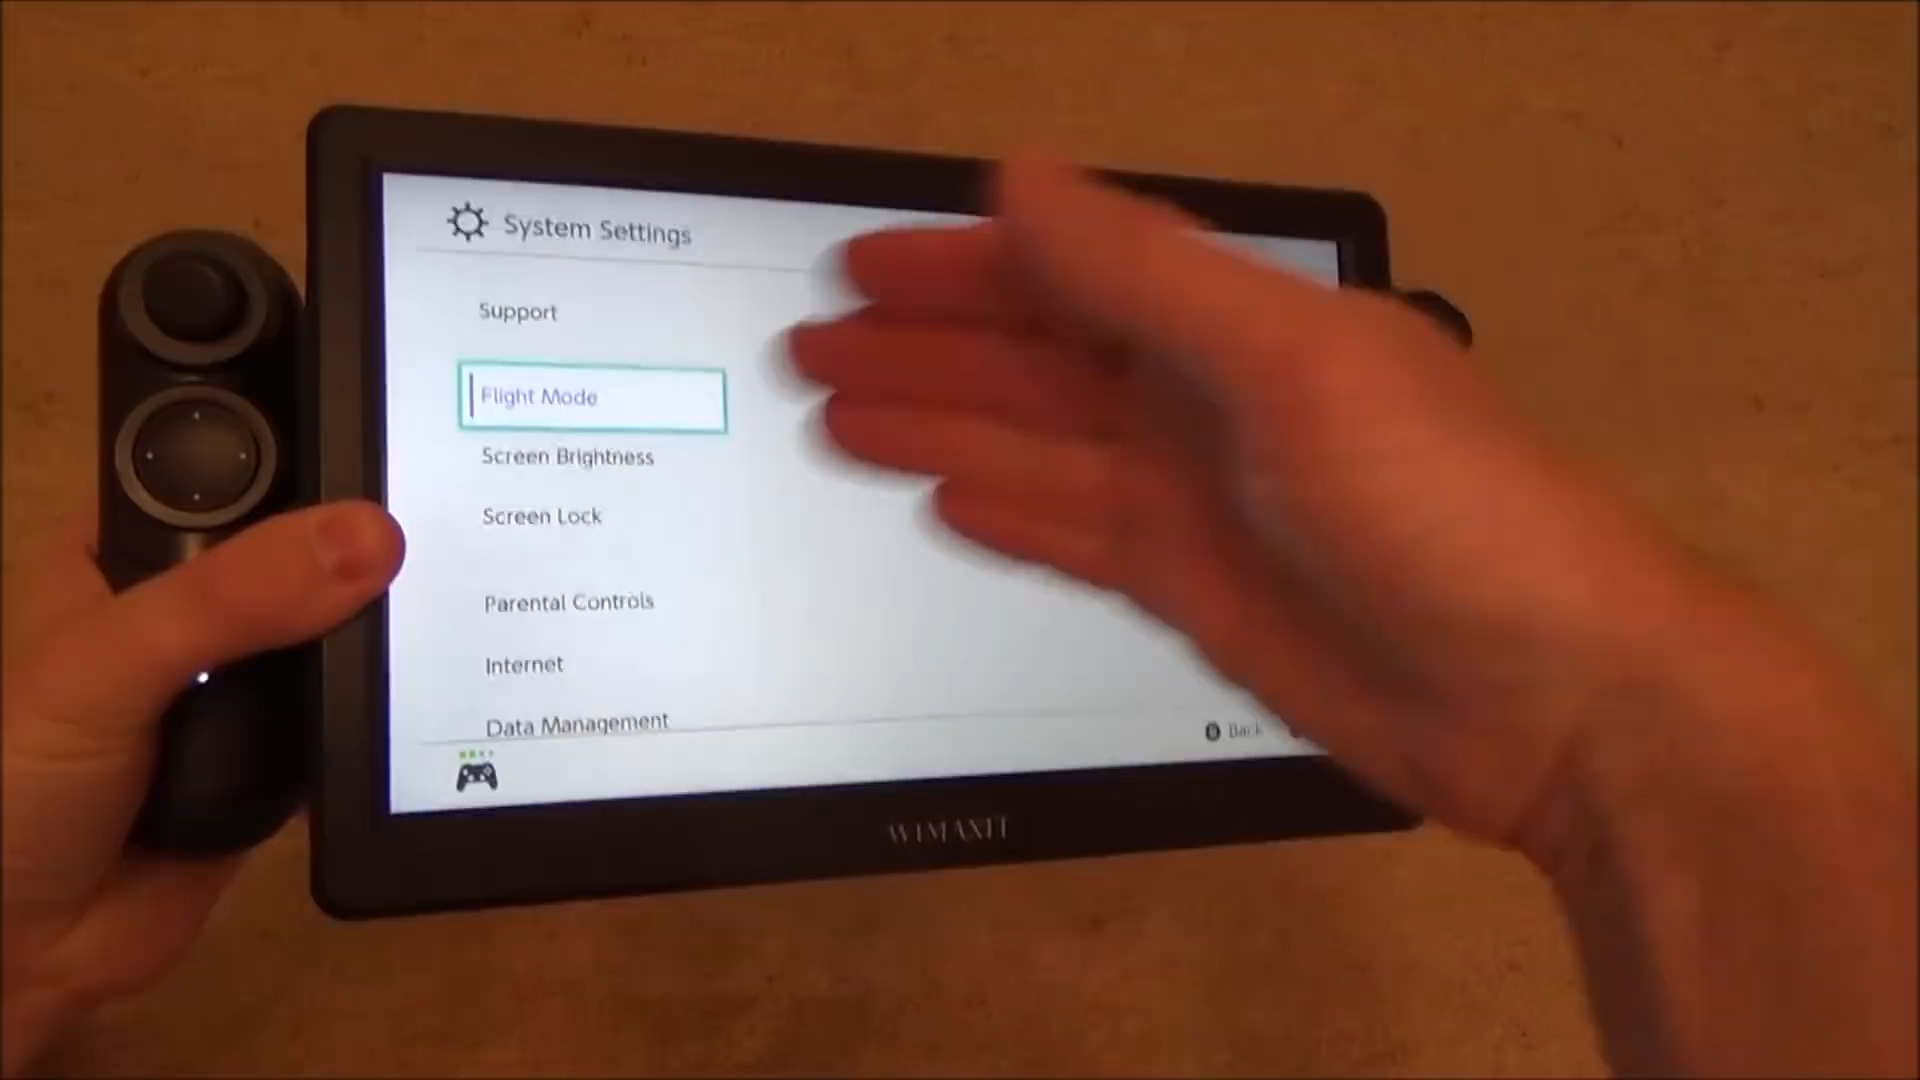 System Settings
Support
Flight Mode
Screen Brightness
Screen Lock
Parental Controls
Internet
Data Management
Back
WIMAXIT